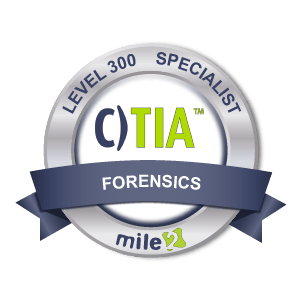 LEVEL 300 SPECIALIST
C)TIA™
FORENSICS
mile2